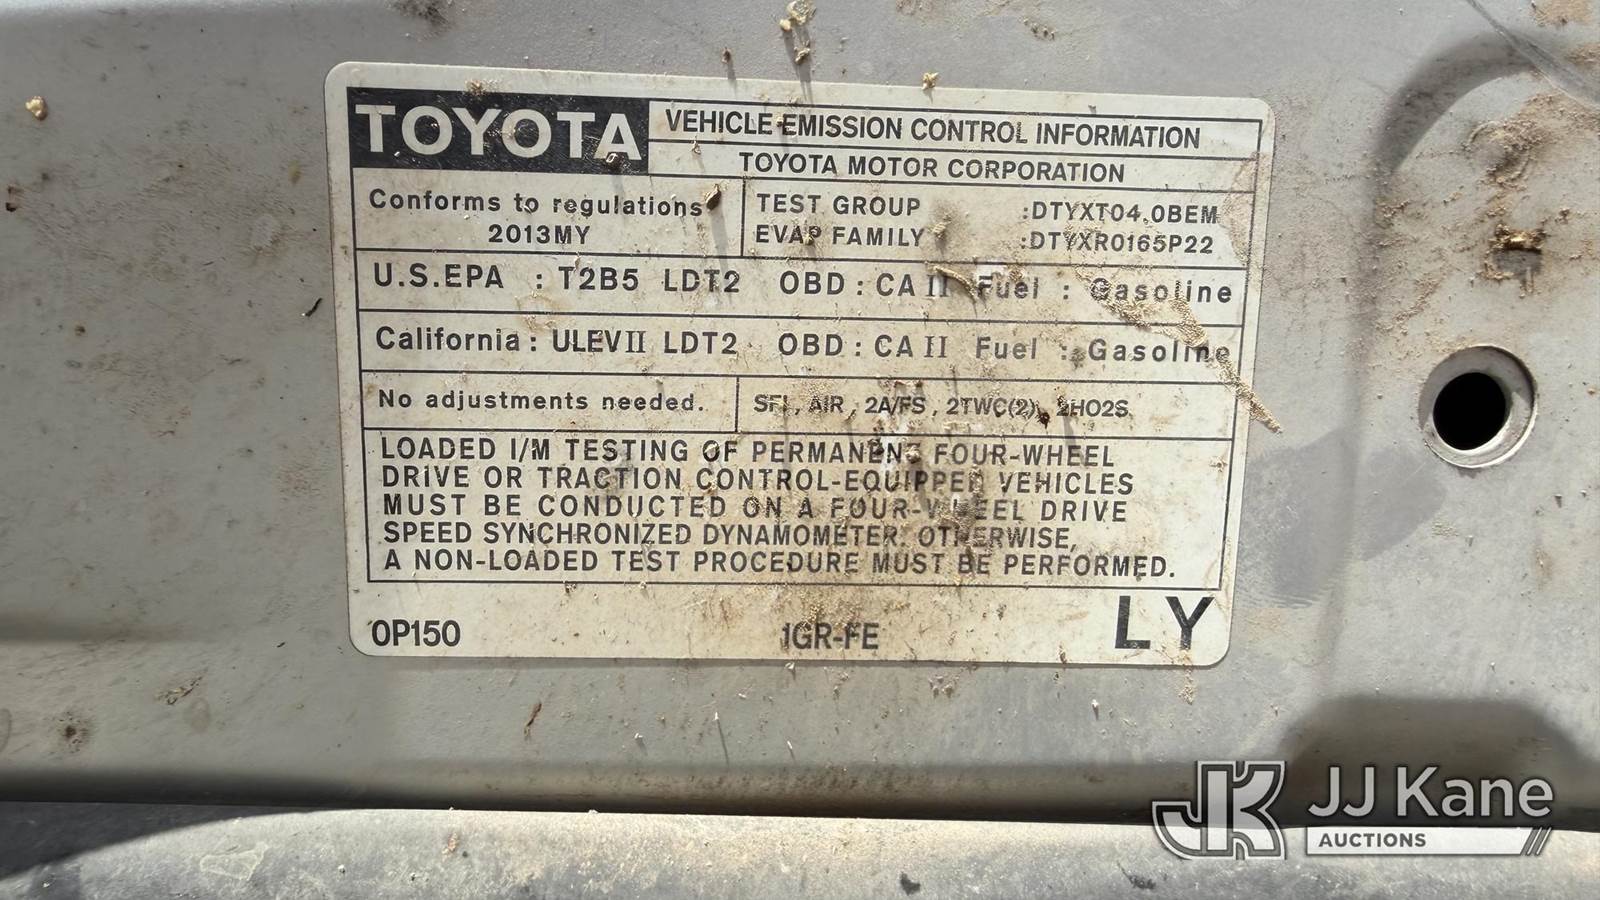 TOYOTA
VEHICLE EMISSION CONTROL INFORMATION
TOYOTA MOTOR CORPORATION
Conforms to regulations
2013MY
TEST GROUP :DTYXT04.0BEM
EVAP FAMILY :DTYXR0165P22
U.S.EPA : T2B5 LDT2 OBD : CA II Fuel : Gasoline
California : ULEVII LDT2 OBD : CA II Fuel : Gasoline
No adjustments needed.
SFI, AIR, 2A/FS, 2TWC(2), 2HO2S
LOADED I/M TESTING OF PERMANENT FOUR-WHEEL
DRIVE OR TRACTION CONTROL-EQUIPPED VEHICLES
MUST BE CONDUCTED ON A FOUR-WHEEL DRIVE
SPEED SYNCHRONIZED DYNAMOMETER. OTHERWISE,
A NON-LOADED TEST PROCEDURE MUST BE PERFORMED.
0P150 1GR-FE LY
JK JJ Kane
AUCTIONS